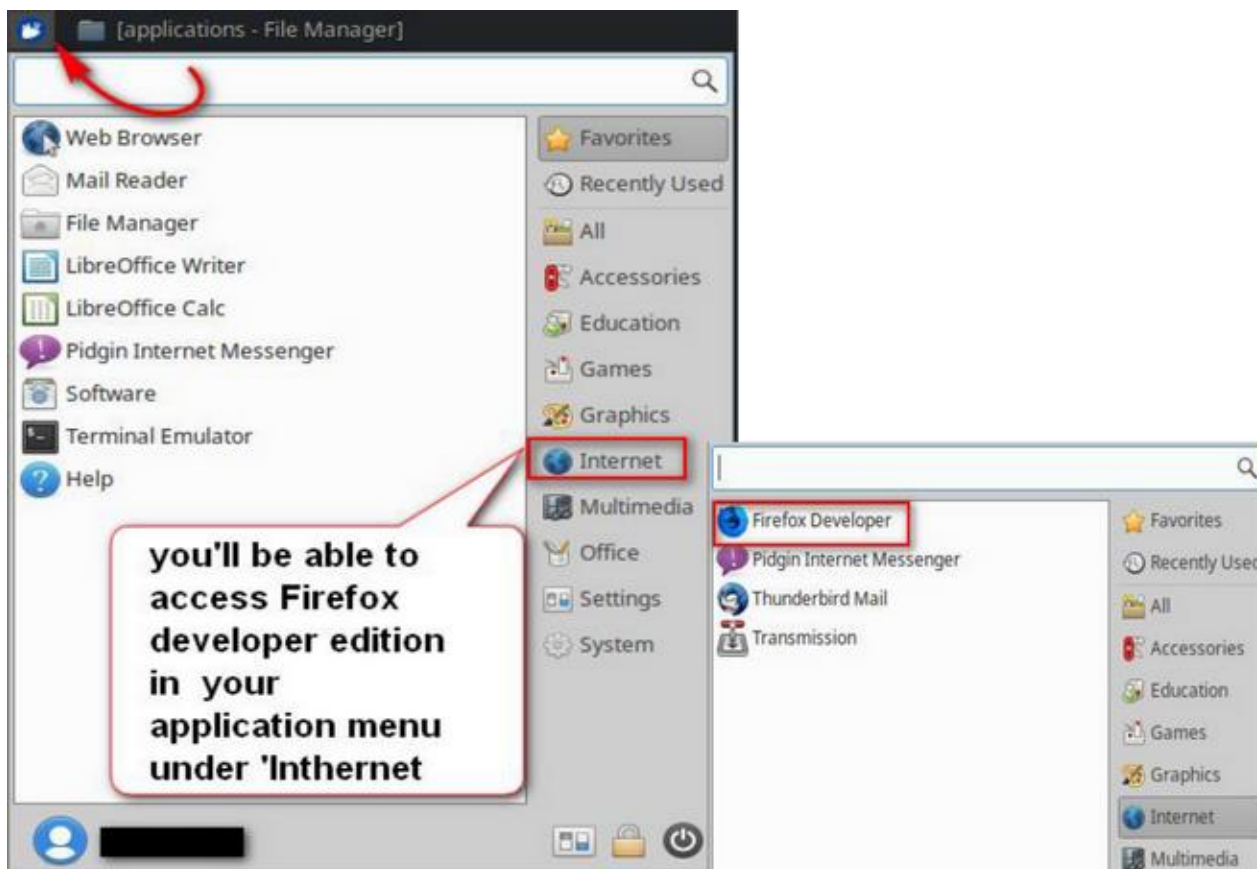 [applications - File Manager]
Web Browser
Mail Reader
File Manager
LibreOffice Writer
LibreOffice Calc
Pidgin Internet Messenger
Software
Terminal Emulator
Help
Favorites
Recently Used
All
Accessories
Education
Games
Graphics
Internet
Multimedia
Office
Settings
System
you'll be able to
access Firefox
developer edition
in your
application menu
under 'Inthernet
Firefox Developer
Pidgin Internet Messenger
Thunderbird Mail
Transmission
Favorites
Recently Used
All
Accessories
Education
Games
Graphics
Internet
Multimedia